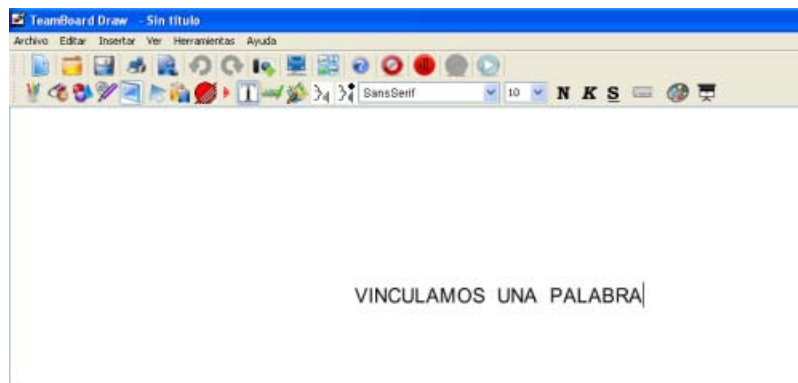 TeamBoard Draw - Sin título
Archivo Editar Insertar Ver Herramientas Ayuda
SansSerif 10 N K S
VINCULAMOS UNA PALABRA